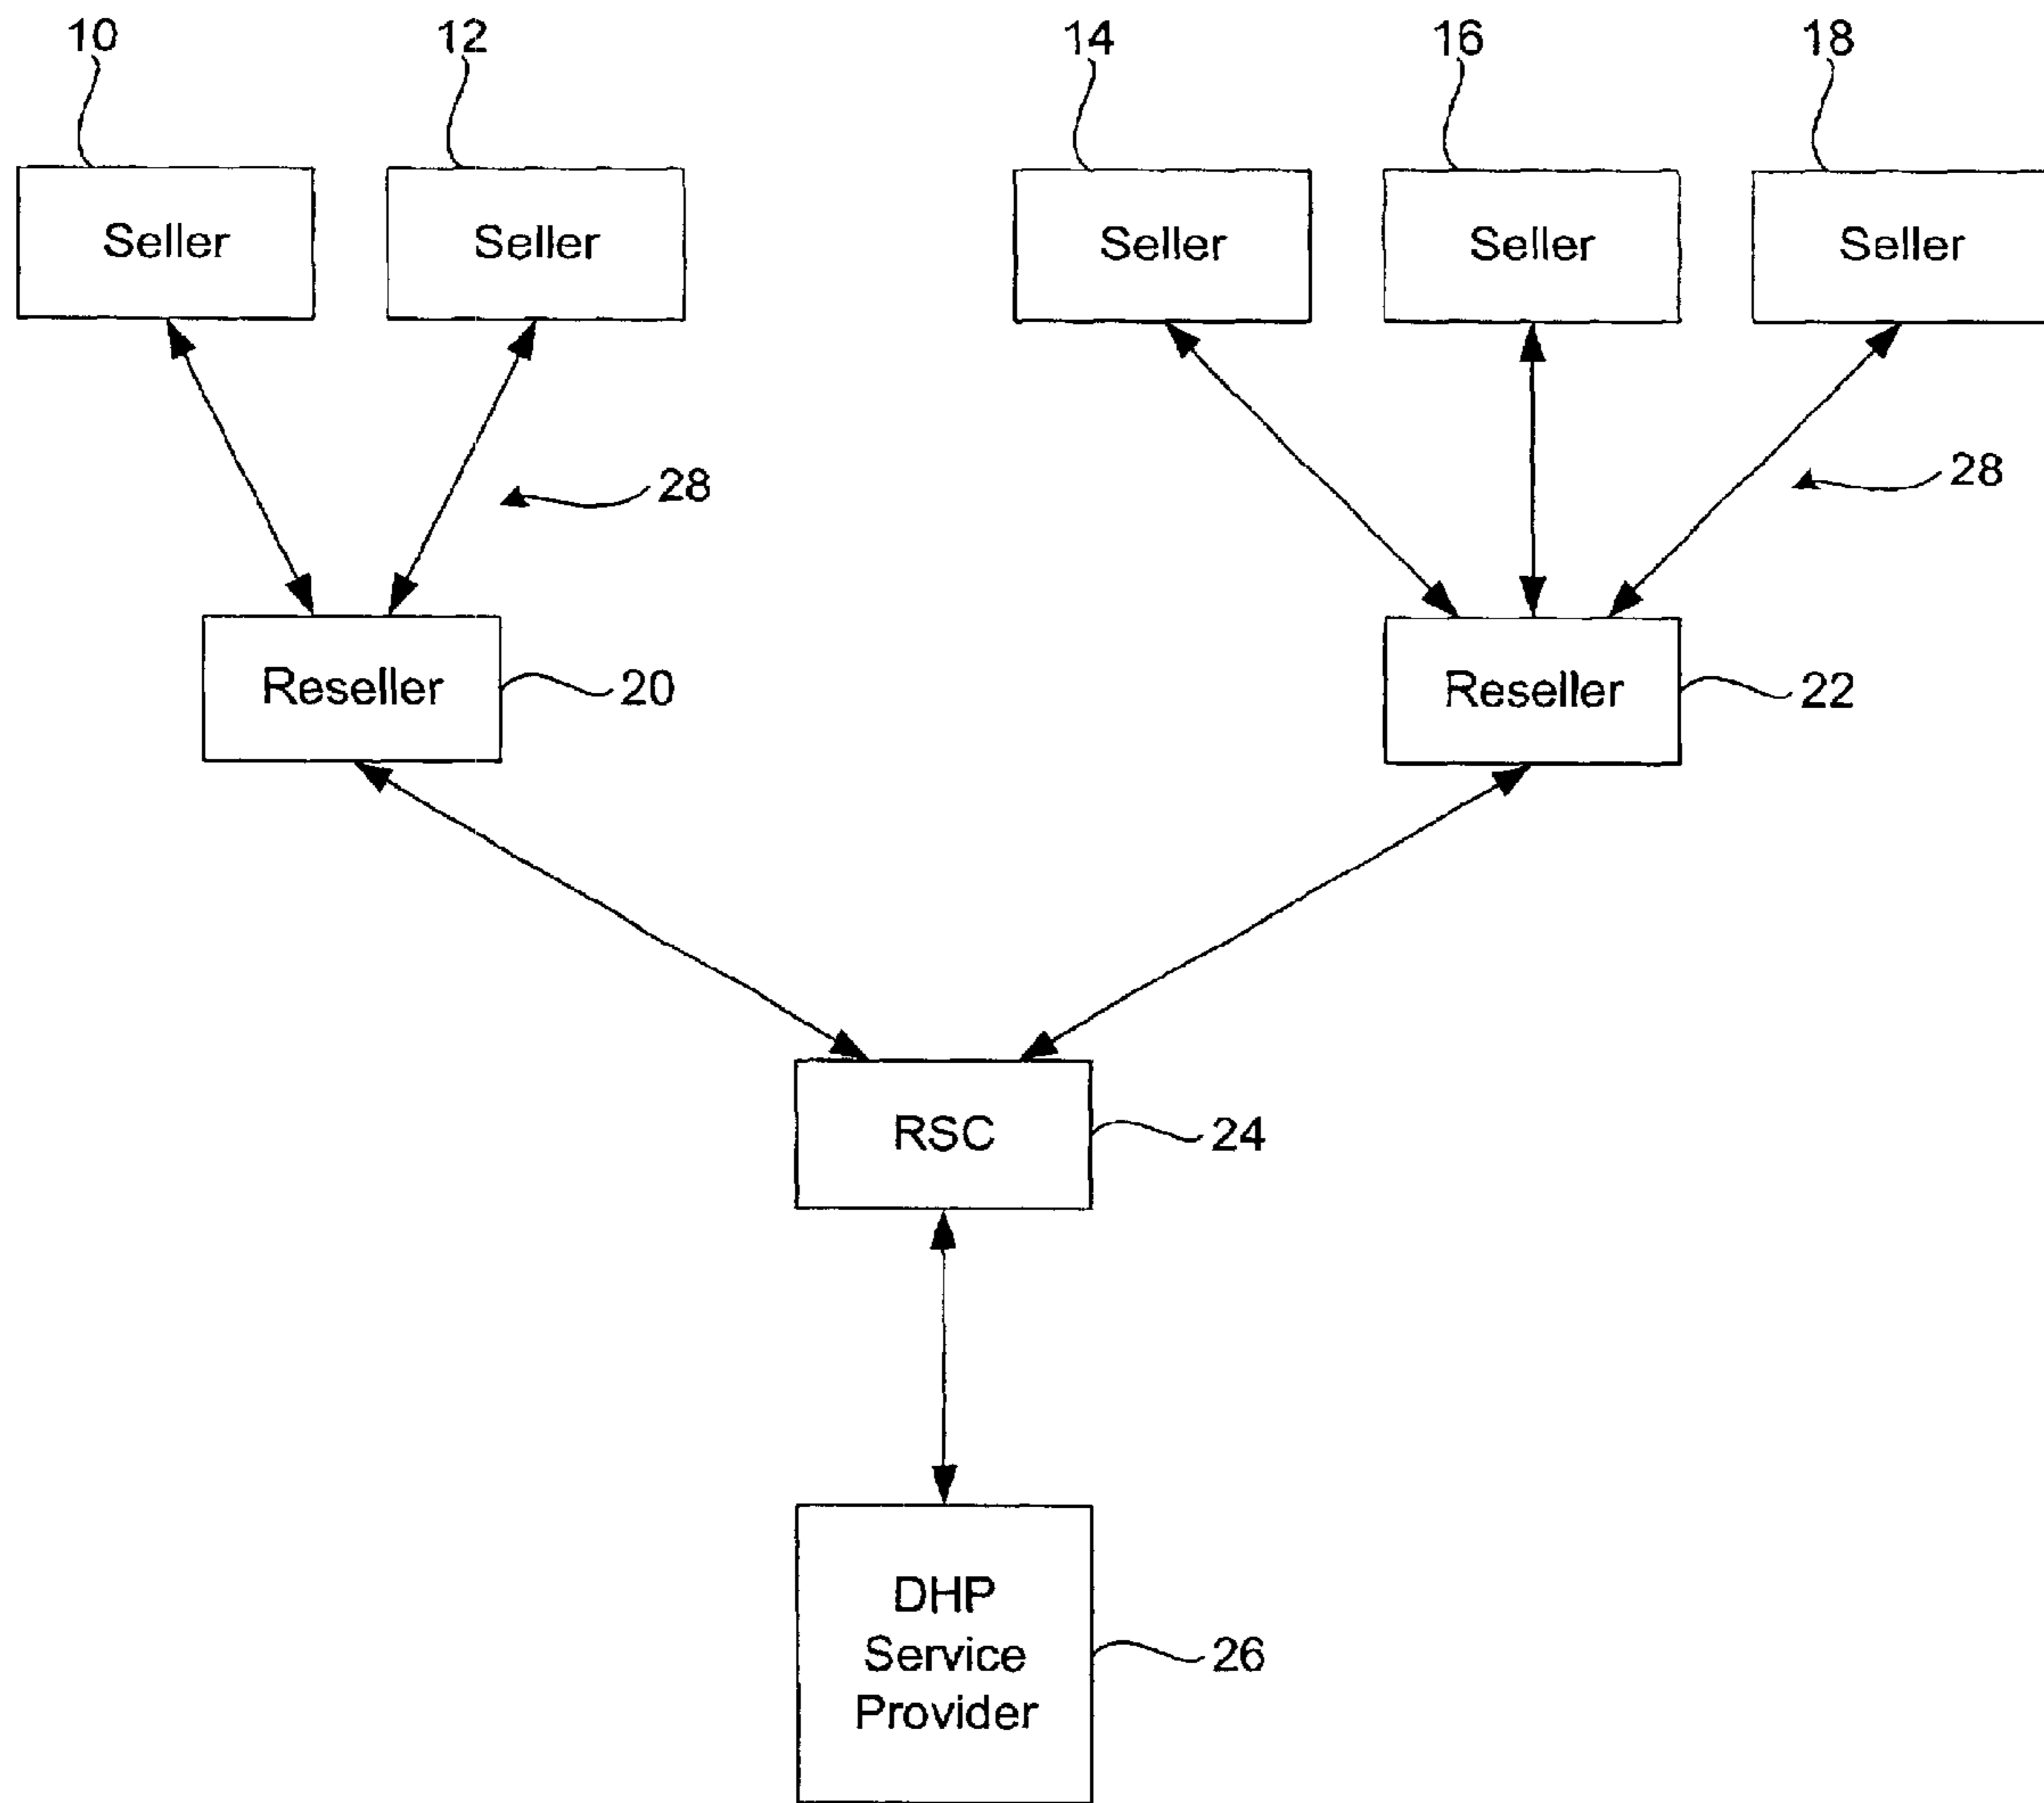 10
12
14
16
18
Seller
Seller
Seller
Seller
Seller
28
28
Reseller
20
Reseller
22
RSC
24
DHP
Service
Provider
26